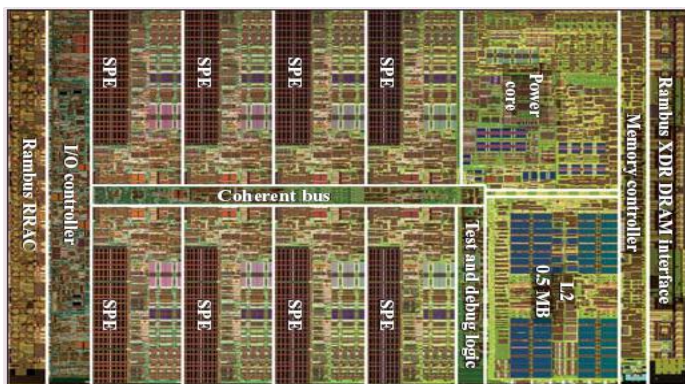 Rambus RRAC
I/O controller
SPE
SPE
SPE
SPE
Power
core
Memory controller
Rambus XDR DRAM interface
Coherent bus
SPE
SPE
SPE
SPE
Test and debug logic
L2
0.5 MB